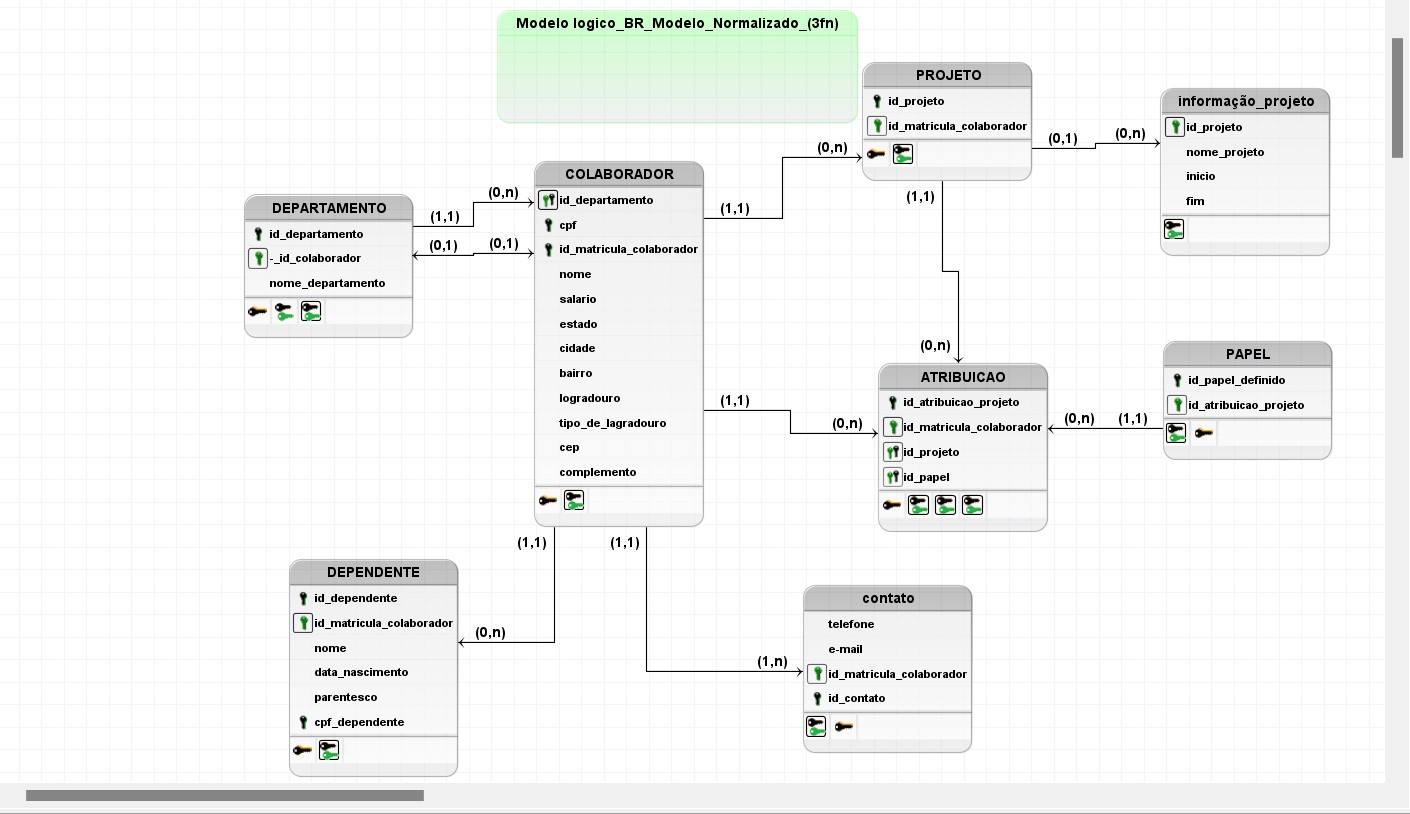 Modelo logico_BR_Modelo_Normalizado_(3fn)
PROJETO
id_projeto
id_matricula_colaborador
(0,1)
(0,n)
informação_projeto
id_projeto
nome_projeto
inicio
fim
(0,n)
(1,1)
(1,1)
COLABORADOR
id_departamento
cpf
id_matricula_colaborador
nome
salario
estado
cidade
bairro
logradouro
tipo_de_lagradouro
cep
complemento
DEPARTAMENTO
id_departamento
-_id_colaborador
nome_departamento
(1,1)
(0,n)
(0,1)
(0,1)
(0,n)
(1,1)
(0,n)
ATRIBUICAO
id_atribuicao_projeto
id_matricula_colaborador
id_projeto
id_papel
(0,n)
(1,1)
PAPEL
id_papel_definido
id_atribuicao_projeto
(1,1)
(1,1)
DEPENDENTE
id_dependente
id_matricula_colaborador
nome
data_nascimento
parentesco
cpf_dependente
(0,n)
(1,n)
contato
telefone
e-mail
id_matricula_colaborador
id_contato